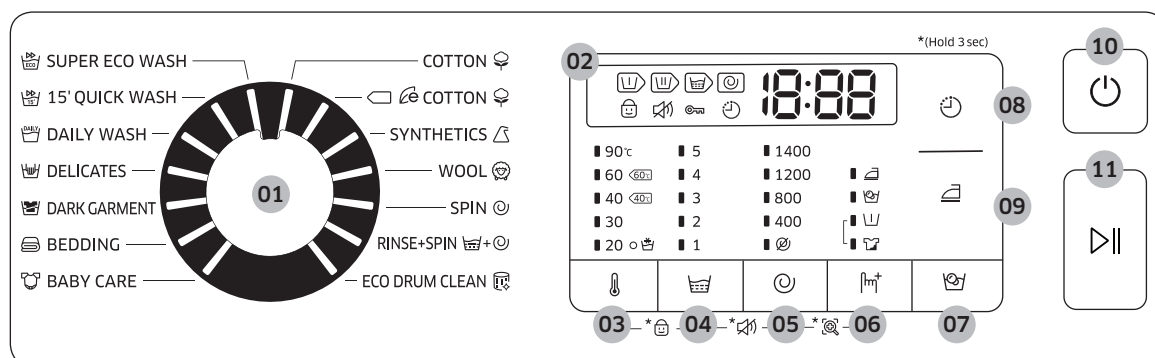 SUPER ECO WASH
15' QUICK WASH
DAILY WASH
DELICATES
DARK GARMENT
BEDDING
BABY CARE
01
COTTON
e COTTON
SYNTHETICS
WOOL
SPIN
RINSE+SPIN +
ECO DRUM CLEAN
*(Hold 3 sec)
02
18:88
90℃ 5 1400
60 60℃ 4 1200
40 40℃ 3 800
30 2 400
20 1
08
09
03 * 04 * 05 * 06 07
10
11